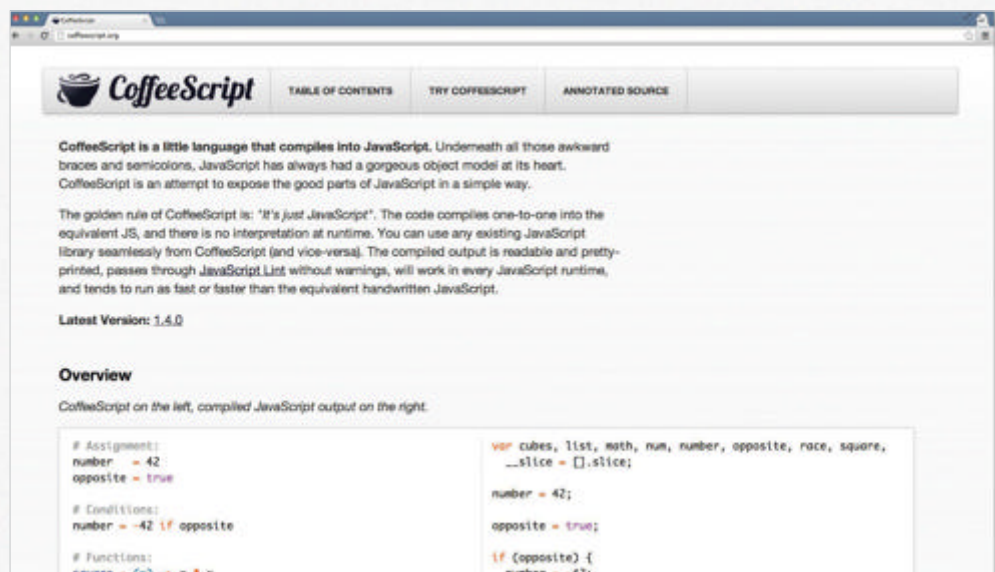 CoffeeScript
coffeescript.org
CoffeeScript
TABLE OF CONTENTS
TRY COFFEESCRIPT
ANNOTATED SOURCE
CoffeeScript is a little language that compiles into JavaScript. Underneath all those awkward
braces and semicolons, JavaScript has always had a gorgeous object model at its heart.
CoffeeScript is an attempt to expose the good parts of JavaScript in a simple way.
The golden rule of CoffeeScript is: "It's just JavaScript". The code compiles one-to-one into the
equivalent JS, and there is no interpretation at runtime. You can use any existing JavaScript
library seamlessly from CoffeeScript (and vice-versa). The compiled output is readable and pretty-
printed, passes through JavaScript Lint without warnings, will work in every JavaScript runtime,
and tends to run as fast or faster than the equivalent handwritten JavaScript.
Latest Version: 1.4.0
Overview
CoffeeScript on the left, compiled JavaScript output on the right.
# Assignment:
number   = 42
opposite = true
# Conditions:
number = -42 if opposite
# Functions:
var cubes, list, math, num, number, opposite, race, square,
__slice = [].slice;
number = 42;
opposite = true;
if (opposite) {